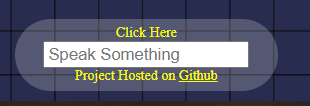 Click Here
Speak Something
Project Hosted on Github